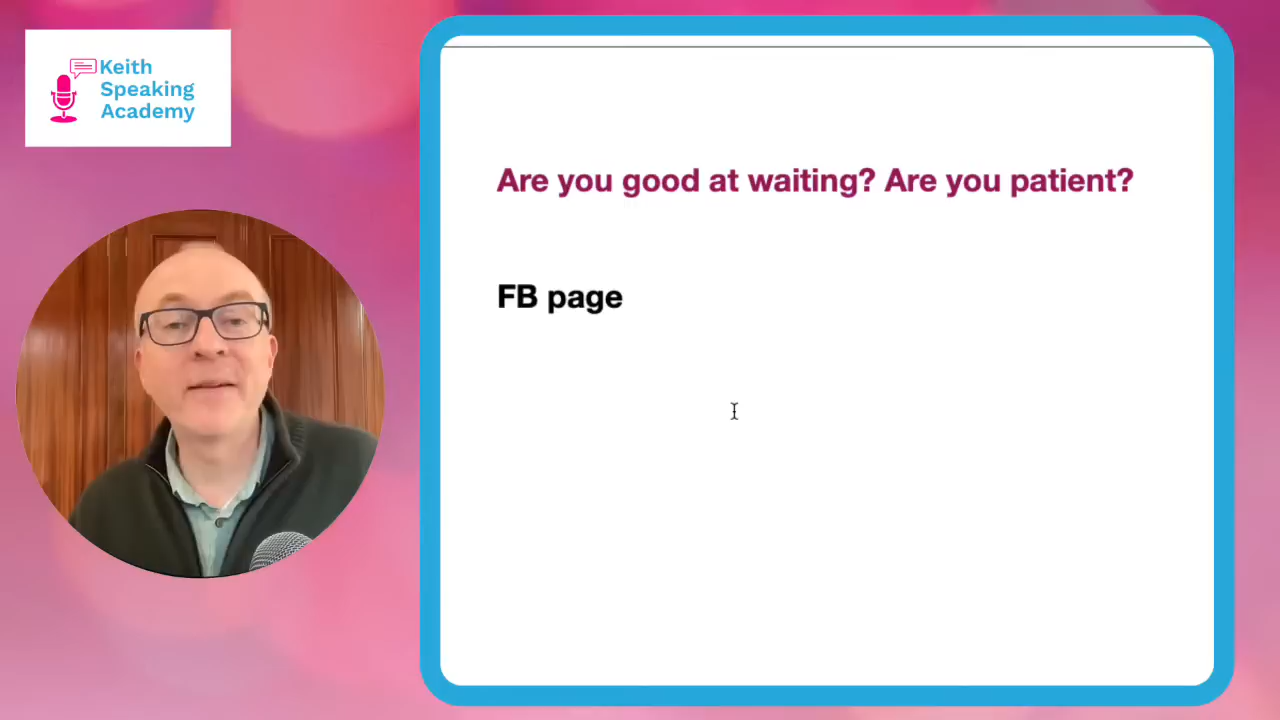 Keith
Speaking
Academy
Are you good at waiting? Are you patient?
FB page